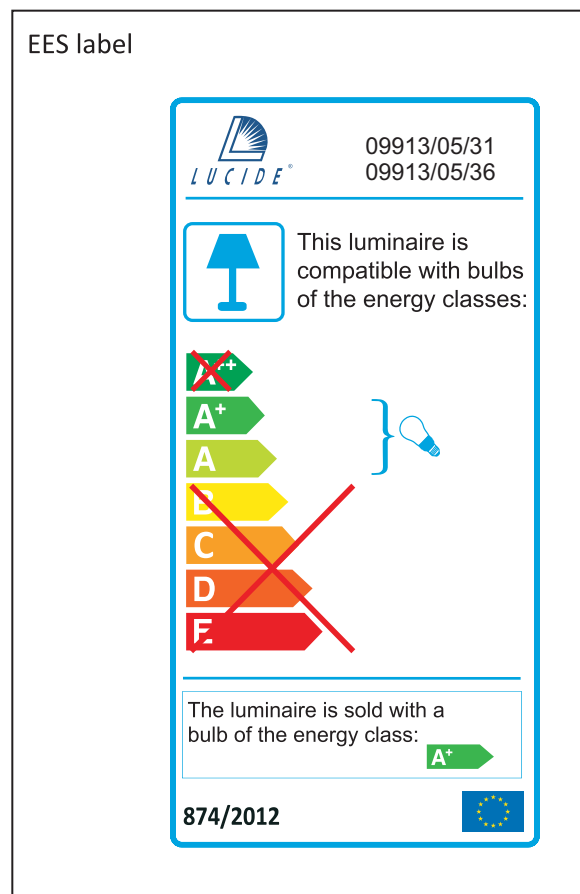 EES label
LUCIDE®
09913/05/31
09913/05/36
This luminaire is
compatible with bulbs
of the energy classes:
A++
A+
A
B
C
D
E
The luminaire is sold with a
bulb of the energy class:
A+
874/2012